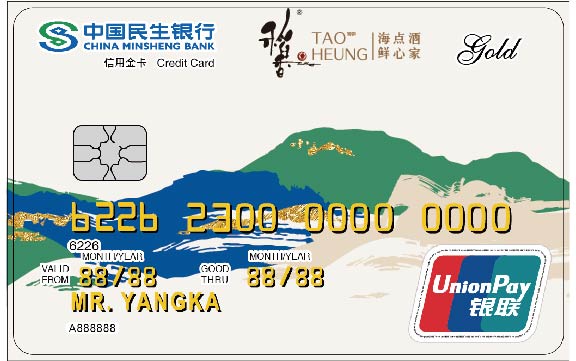 中国民生银行
CHINA MINSHENG BANK
信用金卡 Credit Card
稻香®
TAO
HEUNG
海点酒
鲜心家
Gold
6226 2300 0000 0000
6226
MONTH/YEAR MONTH/YEAR
VALID FROM 88/88 GOOD THRU 88/88
MR. YANGKA
A888888
UnionPay
银联